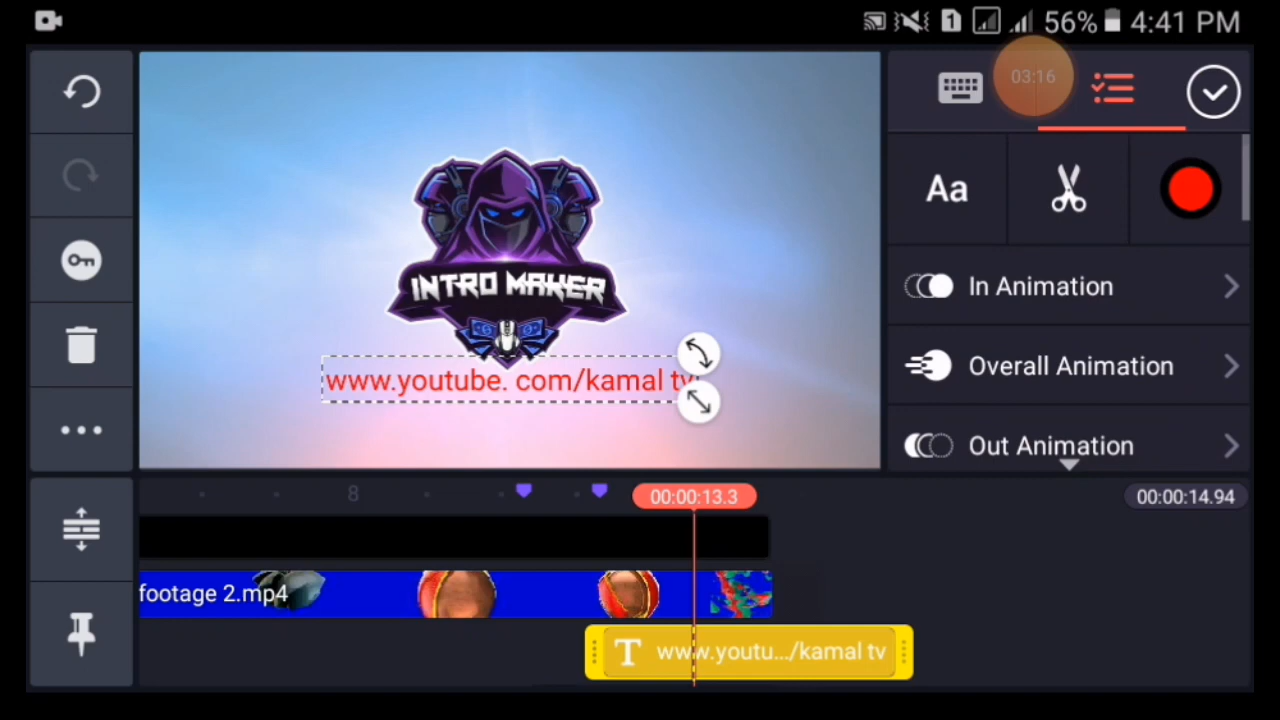 1 56% 4:41 PM
03:16
Aa
INTRO MAKER
www.youtube. com/kamal tv
In Animation
Overall Animation
Out Animation
8
00:00:13.3
00:00:14.94
footage 2.mp4
T www.youtu.../kamal tv